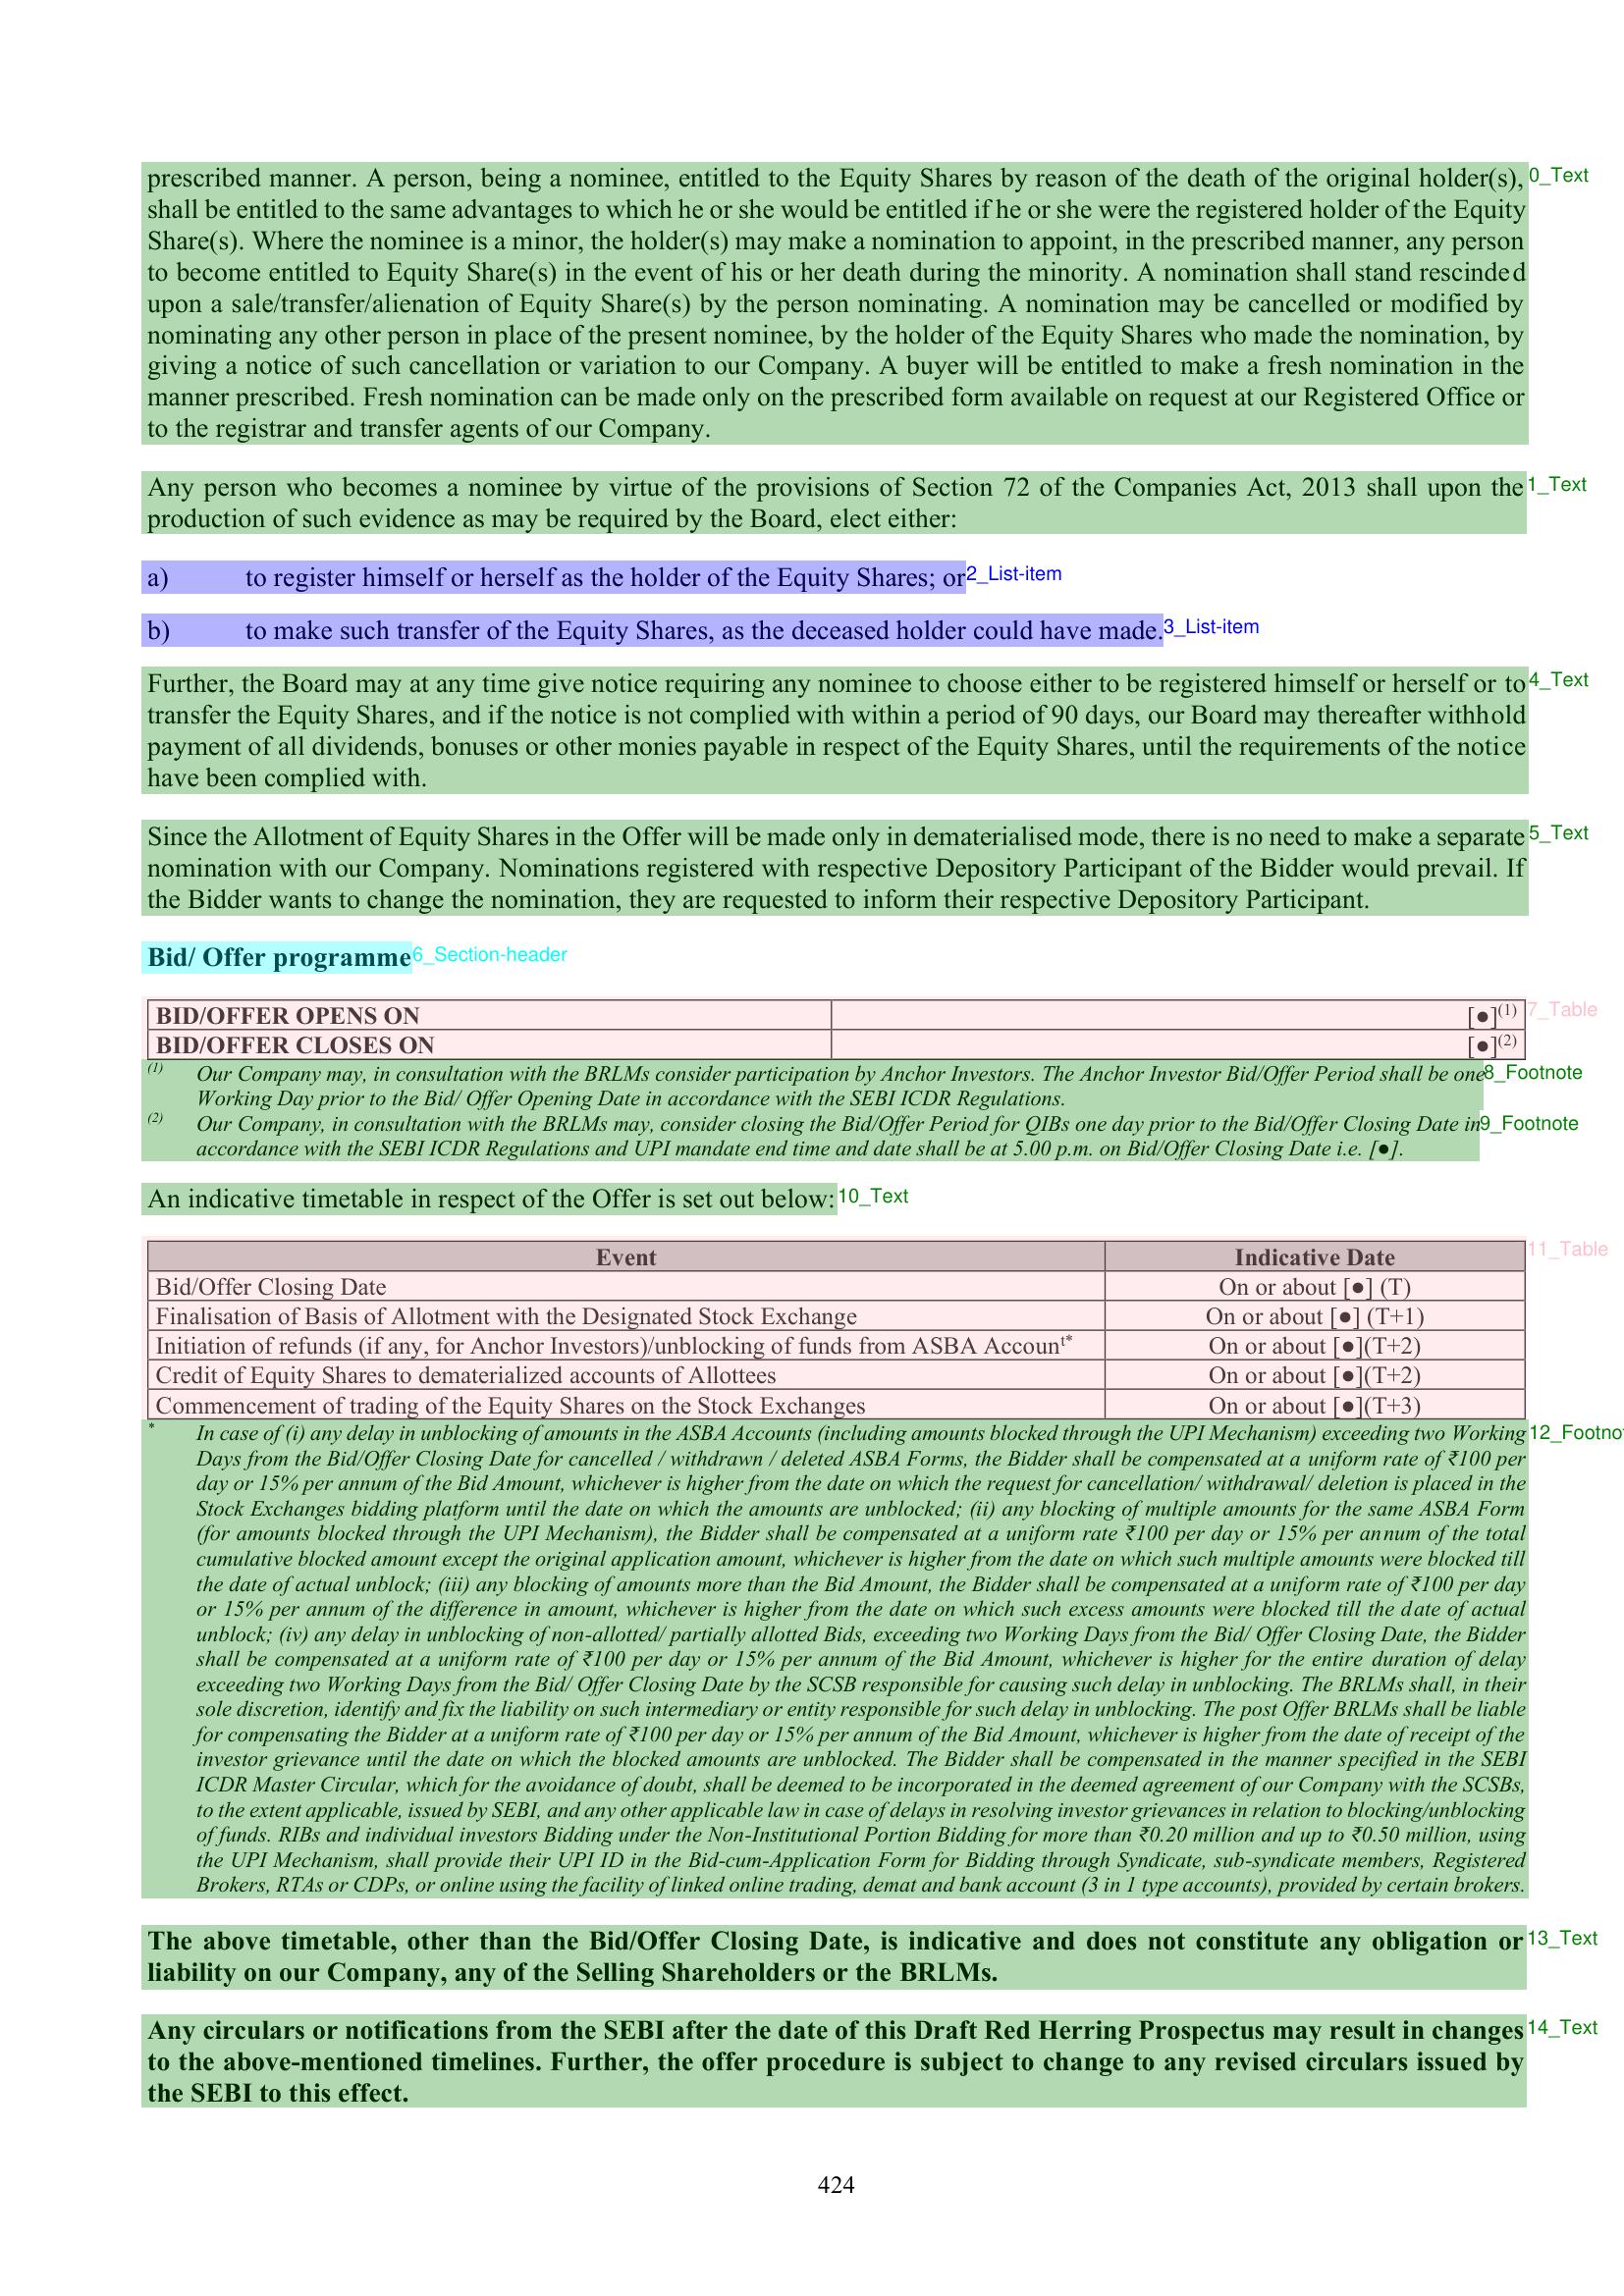 prescribed manner. A person, being a nominee, entitled to the Equity Shares by reason of the death of the original holder(s), 0_Text
shall be entitled to the same advantages to which he or she would be entitled if he or she were the registered holder of the Equity
Share(s). Where the nominee is a minor, the holder(s) may make a nomination to appoint, in the prescribed manner, any person
to become entitled to Equity Share(s) in the event of his or her death during the minority. A nomination shall stand rescinded
upon a sale/transfer/alienation of Equity Share(s) by the person nominating. A nomination may be cancelled or modified by
nominating any other person in place of the present nominee, by the holder of the Equity Shares who made the nomination, by
giving a notice of such cancellation or variation to our Company. A buyer will be entitled to make a fresh nomination in the
manner prescribed. Fresh nomination can be made only on the prescribed form available on request at our Registered Office or
to the registrar and transfer agents of our Company.
Any person who becomes a nominee by virtue of the provisions of Section 72 of the Companies Act, 2013 shall upon the 1_Text
production of such evidence as may be required by the Board, elect either:
a) to register himself or herself as the holder of the Equity Shares; or 2_List-item
b) to make such transfer of the Equity Shares, as the deceased holder could have made. 3_List-item
Further, the Board may at any time give notice requiring any nominee to choose either to be registered himself or herself or to 4_Text
transfer the Equity Shares, and if the notice is not complied with within a period of 90 days, our Board may thereafter withhold
payment of all dividends, bonuses or other monies payable in respect of the Equity Shares, until the requirements of the notice
have been complied with.
Since the Allotment of Equity Shares in the Offer will be made only in dematerialised mode, there is no need to make a separate 5_Text
nomination with our Company. Nominations registered with respective Depository Participant of the Bidder would prevail. If
the Bidder wants to change the nomination, they are requested to inform their respective Depository Participant.
Bid/ Offer programme 6_Section-header
BID/OFFER OPENS ON [●](1) 7_Table
BID/OFFER CLOSES ON [●](2)
(1) Our Company may, in consultation with the BRLMs consider participation by Anchor Investors. The Anchor Investor Bid/Offer Period shall be one 8_Footnote
Working Day prior to the Bid/ Offer Opening Date in accordance with the SEBI ICDR Regulations.
(2) Our Company, in consultation with the BRLMs may, consider closing the Bid/Offer Period for QIBs one day prior to the Bid/Offer Closing Date in 9_Footnote
accordance with the SEBI ICDR Regulations and UPI mandate end time and date shall be at 5.00 p.m. on Bid/Offer Closing Date i.e. [●].
An indicative timetable in respect of the Offer is set out below: 10_Text
Event Indicative Date 11_Table
Bid/Offer Closing Date On or about [●] (T)
Finalisation of Basis of Allotment with the Designated Stock Exchange On or about [●] (T+1)
Initiation of refunds (if any, for Anchor Investors)/unblocking of funds from ASBA Account* On or about [●](T+2)
Credit of Equity Shares to dematerialized accounts of Allottees On or about [●](T+2)
Commencement of trading of the Equity Shares on the Stock Exchanges On or about [●](T+3)
* In case of (i) any delay in unblocking of amounts in the ASBA Accounts (including amounts blocked through the UPI Mechanism) exceeding two Working 12_Footno
Days from the Bid/Offer Closing Date for cancelled / withdrawn / deleted ASBA Forms, the Bidder shall be compensated at a uniform rate of ₹100 per
day or 15% per annum of the Bid Amount, whichever is higher from the date on which the request for cancellation/ withdrawal/ deletion is placed in the
Stock Exchanges bidding platform until the date on which the amounts are unblocked; (ii) any blocking of multiple amounts for the same ASBA Form
(for amounts blocked through the UPI Mechanism), the Bidder shall be compensated at a uniform rate ₹100 per day or 15% per annum of the total
cumulative blocked amount except the original application amount, whichever is higher from the date on which such multiple amounts were blocked till
the date of actual unblock; (iii) any blocking of amounts more than the Bid Amount, the Bidder shall be compensated at a uniform rate of ₹100 per day
or 15% per annum of the difference in amount, whichever is higher from the date on which such excess amounts were blocked till the date of actual
unblock; (iv) any delay in unblocking of non-allotted/ partially allotted Bids, exceeding two Working Days from the Bid/ Offer Closing Date, the Bidder
shall be compensated at a uniform rate of ₹100 per day or 15% per annum of the Bid Amount, whichever is higher for the entire duration of delay
exceeding two Working Days from the Bid/ Offer Closing Date by the SCSB responsible for causing such delay in unblocking. The BRLMs shall, in their
sole discretion, identify and fix the liability on such intermediary or entity responsible for such delay in unblocking. The post Offer BRLMs shall be liable
for compensating the Bidder at a uniform rate of ₹100 per day or 15% per annum of the Bid Amount, whichever is higher from the date of receipt of the
investor grievance until the date on which the blocked amounts are unblocked. The Bidder shall be compensated in the manner specified in the SEBI
ICDR Master Circular, which for the avoidance of doubt, shall be deemed to be incorporated in the deemed agreement of our Company with the SCSBs,
to the extent applicable, issued by SEBI, and any other applicable law in case of delays in resolving investor grievances in relation to blocking/unblocking
of funds. RIBs and individual investors Bidding under the Non-Institutional Portion Bidding for more than ₹0.20 million and up to ₹0.50 million, using
the UPI Mechanism, shall provide their UPI ID in the Bid-cum-Application Form for Bidding through Syndicate, sub-syndicate members, Registered
Brokers, RTAs or CDPs, or online using the facility of linked online trading, demat and bank account (3 in 1 type accounts), provided by certain brokers.
The above timetable, other than the Bid/Offer Closing Date, is indicative and does not constitute any obligation or 13_Text
liability on our Company, any of the Selling Shareholders or the BRLMs.
Any circulars or notifications from the SEBI after the date of this Draft Red Herring Prospectus may result in changes 14_Text
to the above-mentioned timelines. Further, the offer procedure is subject to change to any revised circulars issued by
the SEBI to this effect.
424